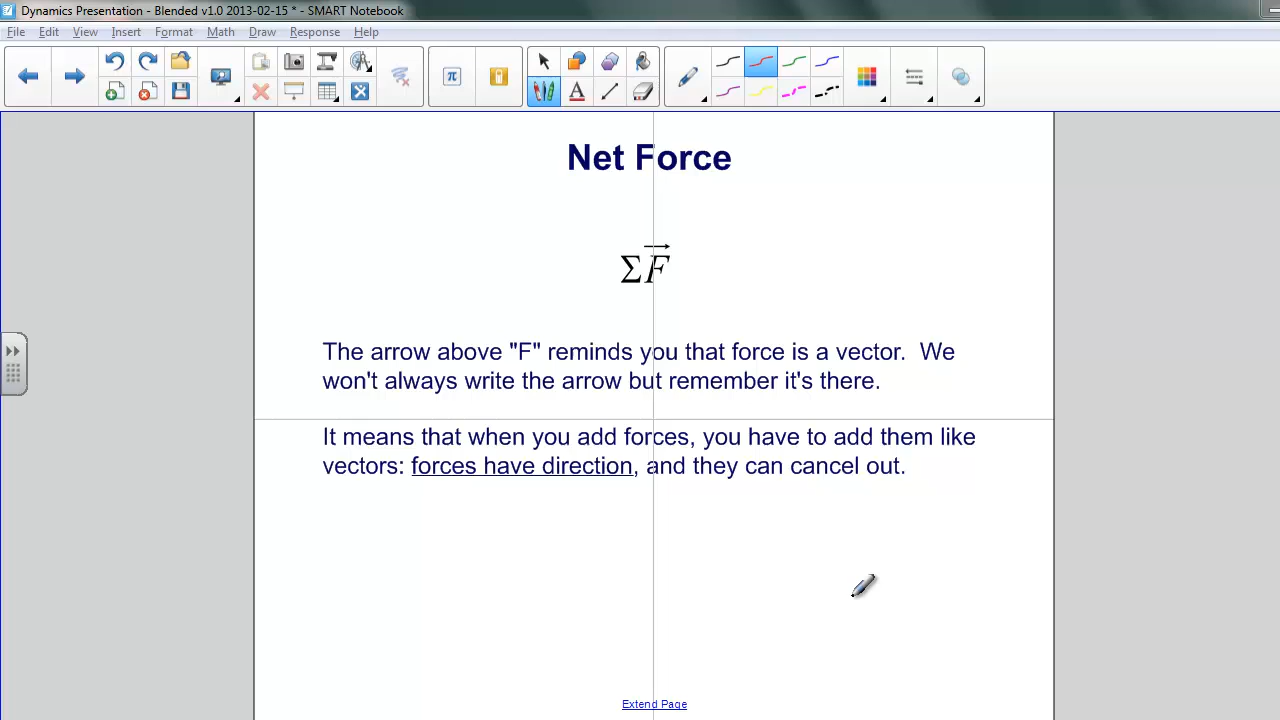 Dynamics Presentation - Blended v1.0 2013-02-15 * - SMART Notebook
File Edit View Insert Format Math Draw Response Help
π
A
Net Force
ΣF⃗
The arrow above "F" reminds you that force is a vector. We
won't always write the arrow but remember it's there.
It means that when you add forces, you have to add them like
vectors: forces have direction, and they can cancel out.
Extend Page